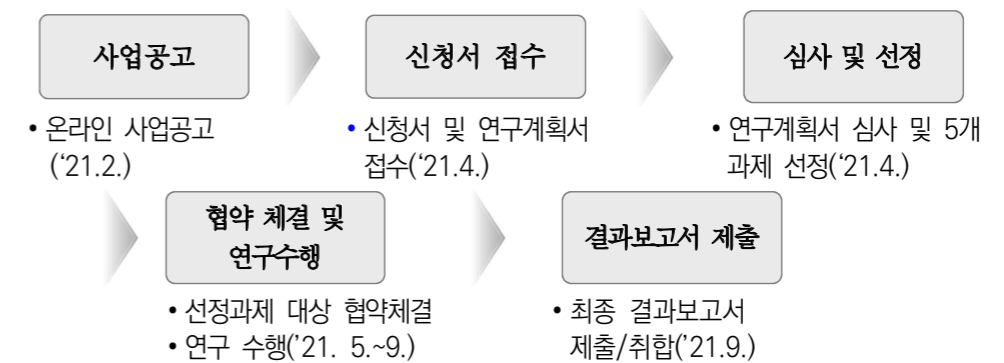 사업공고
신청서 접수
심사 및 선정
• 온라인 사업공고
(‘21.2.)
• 신청서 및 연구계획서
접수(‘21.4.)
• 연구계획서 심사 및 5개
과제 선정(‘21.4.)
협약 체결 및
연구수행
결과보고서 제출
• 선정과제 대상 협약체결
• 연구 수행('21. 5.~9.)
• 최종 결과보고서
제출/취합('21.9.)